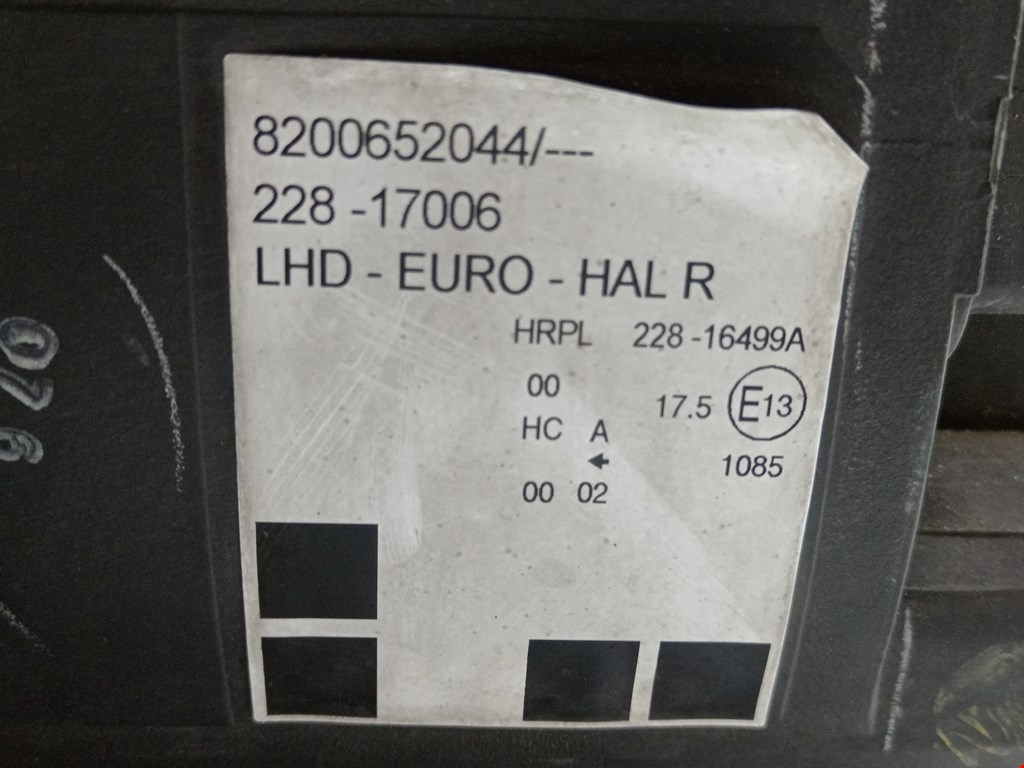 8200652044/---
228 -17006
LHD - EURO - HAL R
HRPL 228 -16499A
00
17.5 E13
HC A
←
1085
00 02